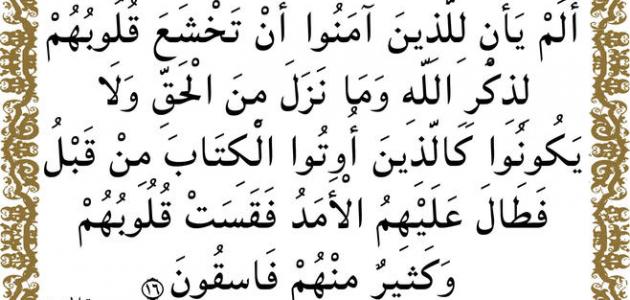 أَلَمْ يَأْنِ لِلَّذِينَ آمَنُوا أَنْ تَخْشَعَ قُلُوبُهُمْ
لِذِكْرِ اللَّهِ وَمَا نَزَلَ مِنَ الْحَقِّ وَلَا
يَكُونُوا كَالَّذِينَ أُوتُوا الْكِتَابَ مِنْ قَبْلُ
فَطَالَ عَلَيْهِمُ الْأَمَدُ فَقَسَتْ قُلُوبُهُمْ
وَكَثِيرٌ مِنْهُمْ فَاسِقُونَ ١٦